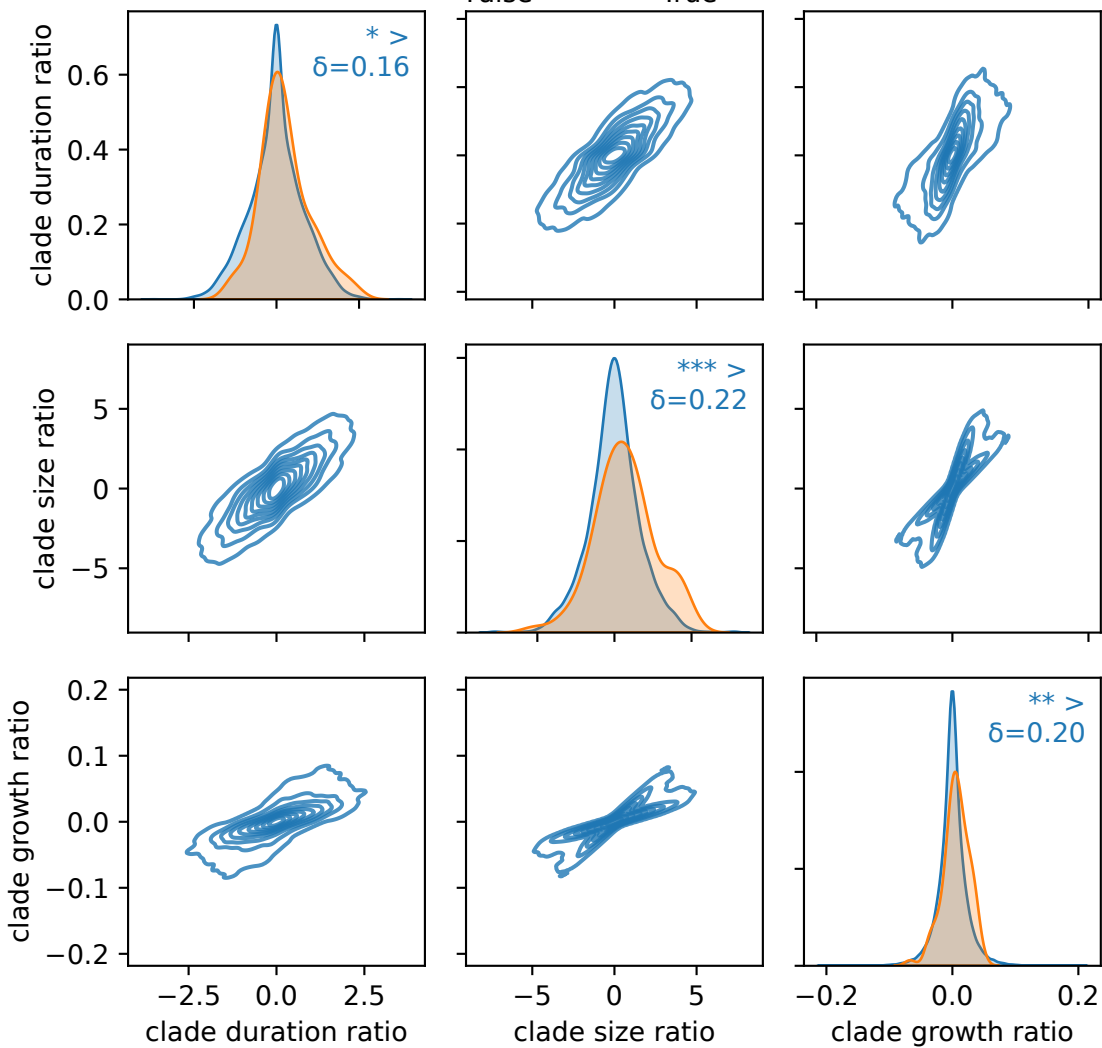 clade duration ratio
0.6
0.4
0.2
0.0
* >
δ=0.16
clade size ratio
5
0
−5
*** >
δ=0.22
clade growth ratio
0.2
0.1
0.0
−0.1
−0.2
** >
δ=0.20
−2.5 0.0 2.5
−5 0 5
−0.2 0.0 0.2
clade duration ratio
clade size ratio
clade growth ratio